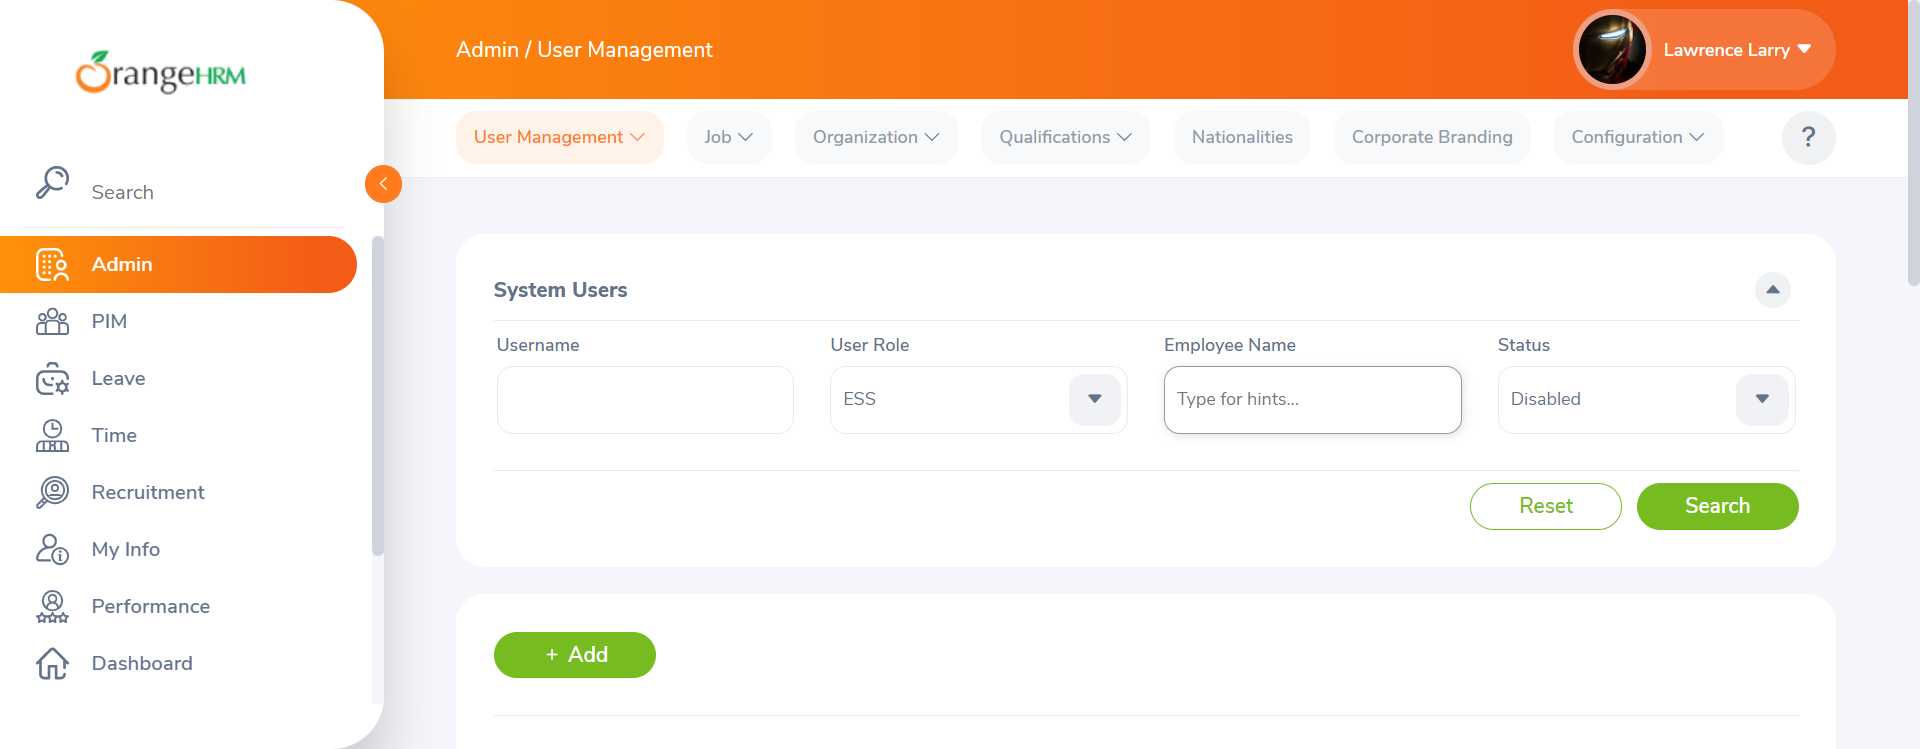 OrangeHRM
Search
Admin
PIM
Leave
Time
Recruitment
My Info
Performance
Dashboard
Admin / User Management
Lawrence Larry
User Management
Job
Organization
Qualifications
Nationalities
Corporate Branding
Configuration
?
System Users
Username
User Role
Employee Name
Status
ESS
Type for hints...
Disabled
Reset
Search
+ Add